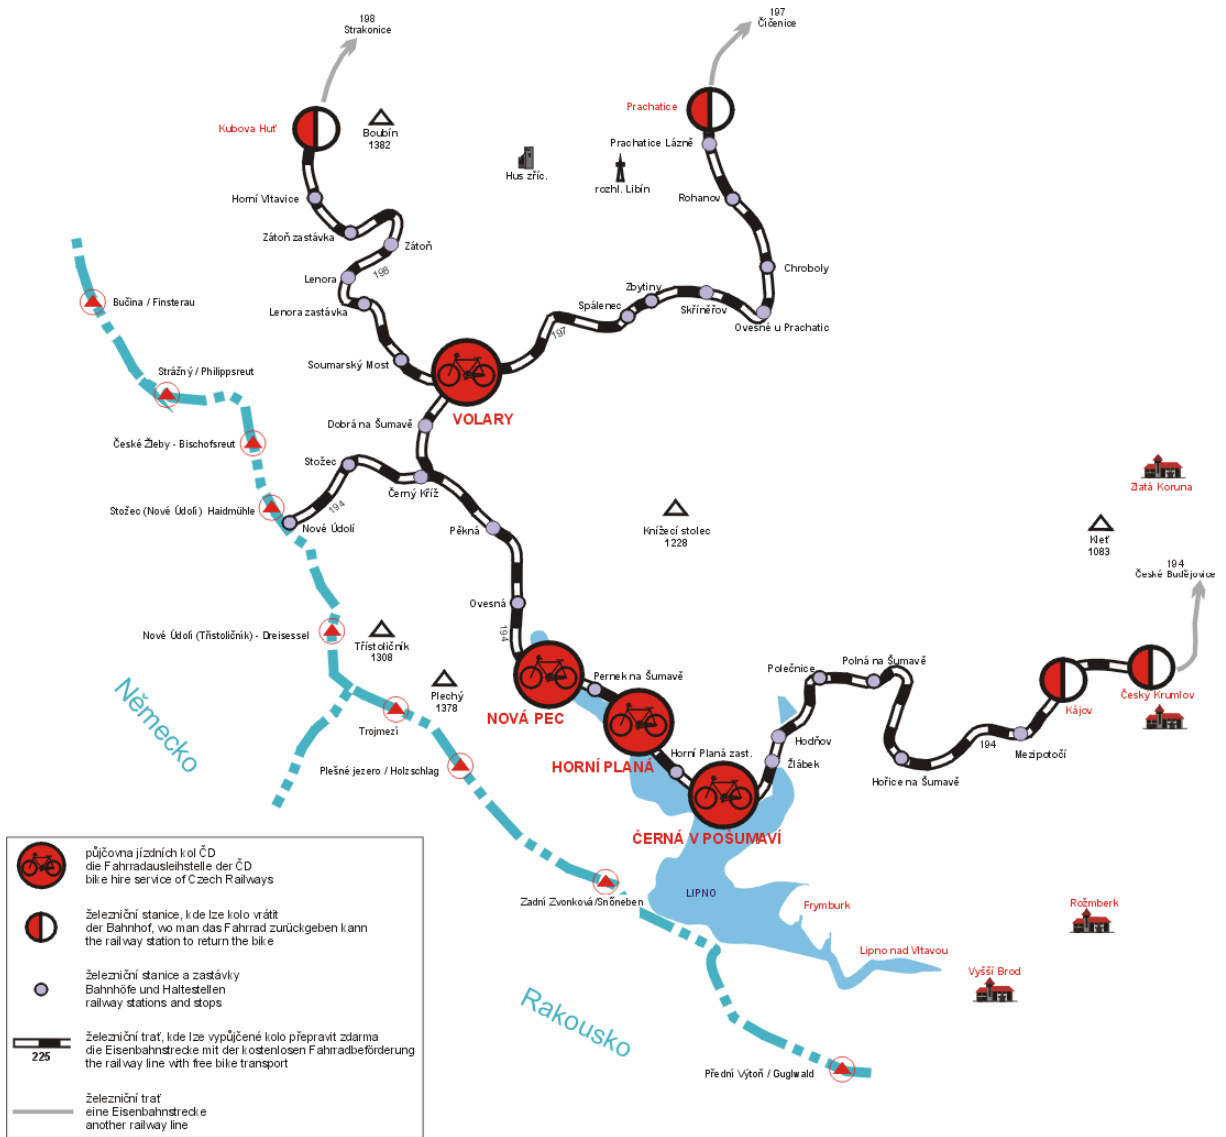 198
Strakonice
197
Číčenice
Kubova Huť
Boubín
1382
Prachatice
Prachatice Lázně
Hus zříc.
rozhl. Libín
Horní Vltavice
Rohanov
Zátoň zastávka
Zátoň
198
Lenora
Chroboly
Bučina / Finsterau
Lenora zastávka
Zbytiny
Spálenec
Skříněřov
Ovesné u Prachatic
197
Soumarský Most
Strážný / Philippsreut
VOLARY
Dobrá na Šumavě
České Žleby - Bischofsreut
Stožec
Černý Kříž
Zlatá Koruna
194
Stožec (Nové Údolí) Haidmühle
Nové Údolí
Pěkná
Knížecí stolec
1228
Kleť
1083
194
České Budějovice
Ovesná
194
Nové Údolí (Třístoličník) - Dreisessel
Třístoličník
1308
Německo
Plechý
1378
Pernek na Šumavě
Polečnice
Polná na Šumavě
NOVÁ PEC
Kájov
Český Krumlov
Trojmezí
Hodňov
194
Mezipotočí
HORNÍ PLANÁ
Horní Planá zast.
Žlábek
Plešné jezero / Holzschlag
Hořice na Šumavě
ČERNÁ V POŠUMAVÍ
půjčovna jízdních kol ČD
die Fahrradausleihstelle der ČD
bike hire service of Czech Railways
železniční stanice, kde lze kolo vrátit
der Bahnhof, wo man das Fahrrad zurückgeben kann
the railway station to return the bike
železniční stanice a zastávky
Bahnhöfe und Haltestellen
railway stations and stops
železniční trať, kde lze vypůjčené kolo přepravit zdarma
die Eisenbahnstrecke mit der kostenlosen Fahrradbeförderung
the railway line with free bike transport
225
železniční trať
eine Eisenbahnstrecke
another railway line
LIPNO
Zadní Zvonková/Snőneben
Frymburk
Rožmberk
Lipno nad Vltavou
Vyšší Brod
Rakousko
Přední Výtoň / Guglwald